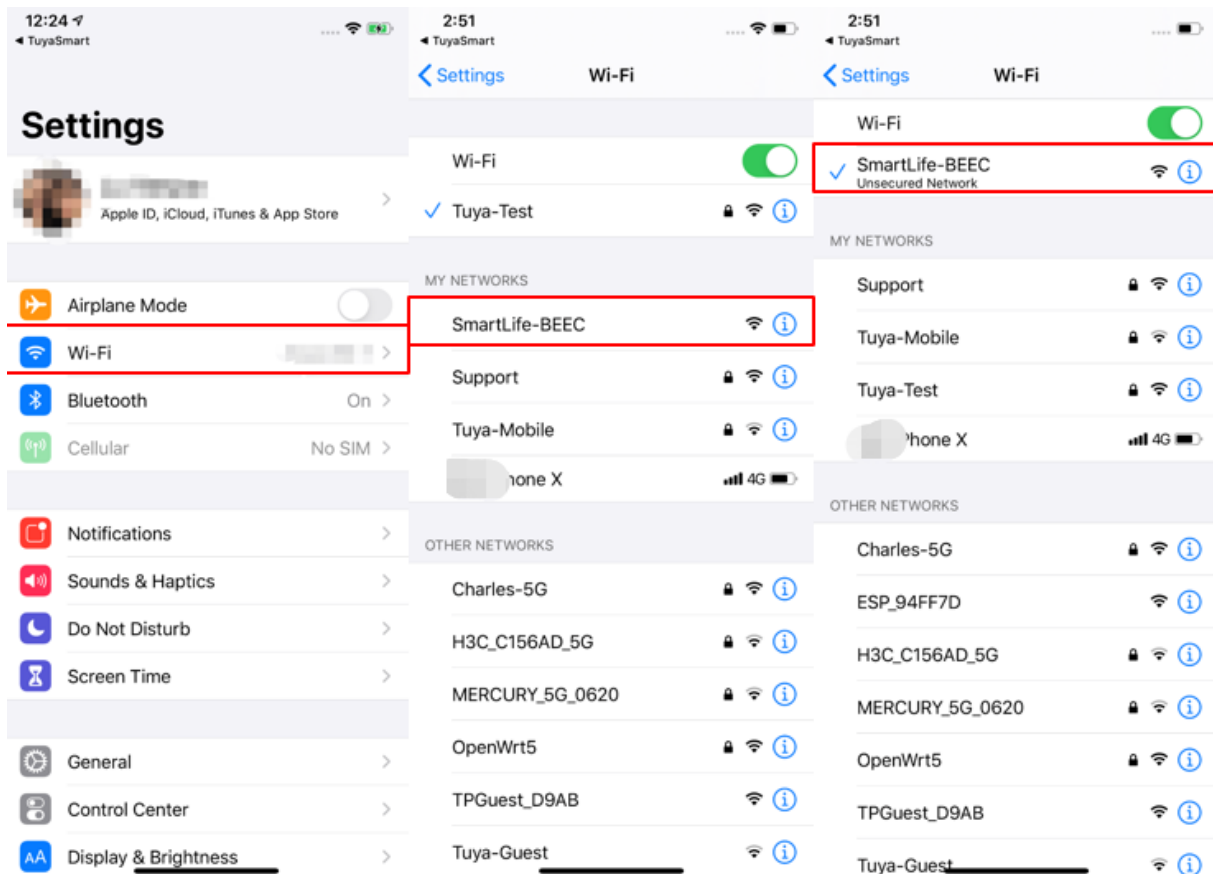 12:24
◀ TuyaSmart
Settings
Apple ID, iCloud, iTunes & App Store
Airplane Mode
Wi-Fi
Bluetooth On
Cellular No SIM
Notifications
Sounds & Haptics
Do Not Disturb
Screen Time
General
Control Center
AA Display & Brightness
2:51
◀ TuyaSmart
Settings Wi-Fi
Wi-Fi
Tuya-Test
MY NETWORKS
SmartLife-BEEC
Support
Tuya-Mobile
hone X 4G
OTHER NETWORKS
Charles-5G
H3C_C156AD_5G
MERCURY_5G_0620
OpenWrt5
TPGuest_D9AB
Tuya-Guest
2:51
◀ TuyaSmart
Settings Wi-Fi
Wi-Fi
SmartLife-BEEC
Unsecured Network
MY NETWORKS
Support
Tuya-Mobile
Tuya-Test
Phone X 4G
OTHER NETWORKS
Charles-5G
ESP_94FF7D
H3C_C156AD_5G
MERCURY_5G_0620
OpenWrt5
TPGuest_D9AB
Tuya-Guest